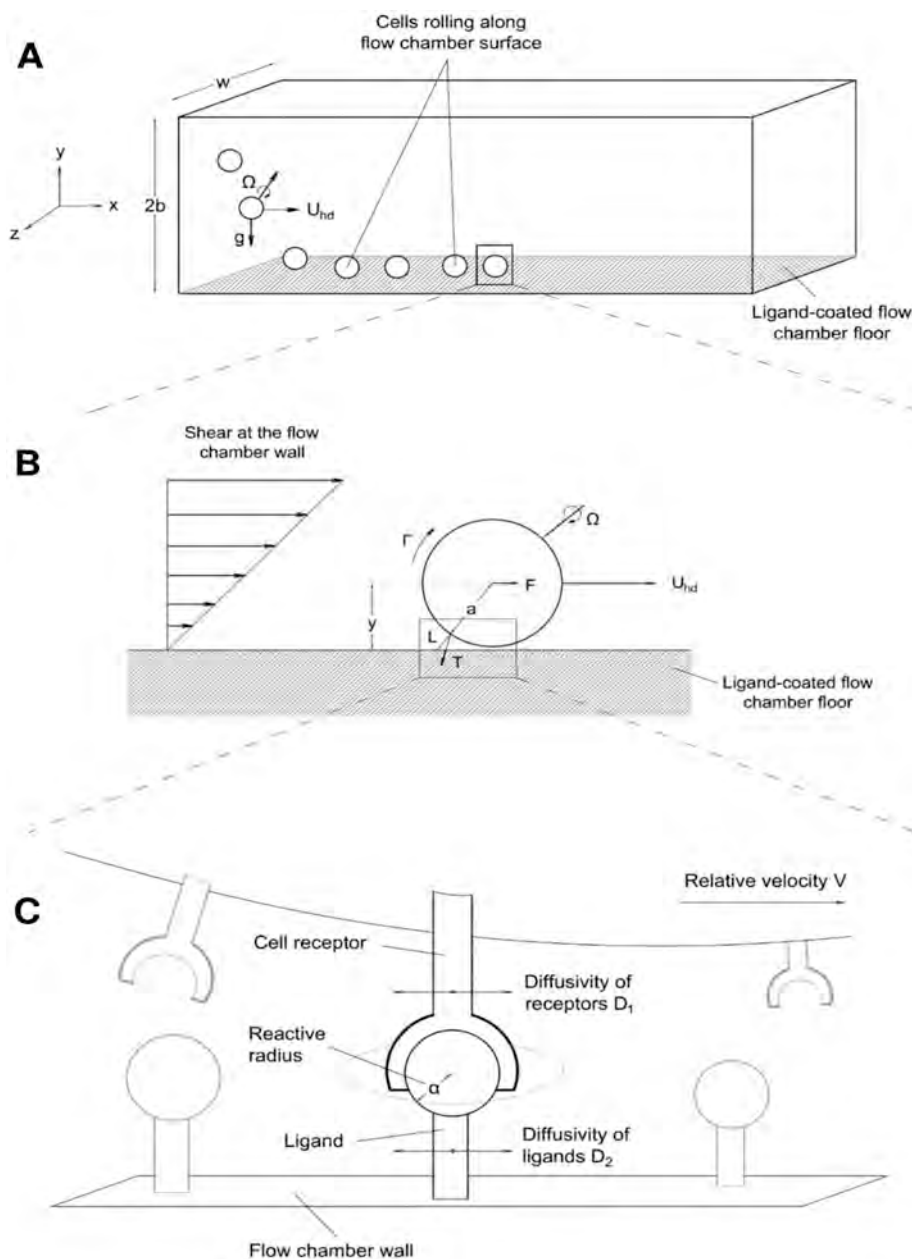 Cells rolling along
flow chamber surface
A
w
y
x
z
2b
Ω
U_hd
g
Ligand-coated flow
chamber floor
Shear at the flow
chamber wall
B
Γ
Ω
F
U_hd
a
y
L
T
Ligand-coated flow
chamber floor
Relative velocity V
C
Cell receptor
Diffusivity of
receptors D₁
Reactive
radius
α
Ligand
Diffusivity of
ligands D₂
Flow chamber wall